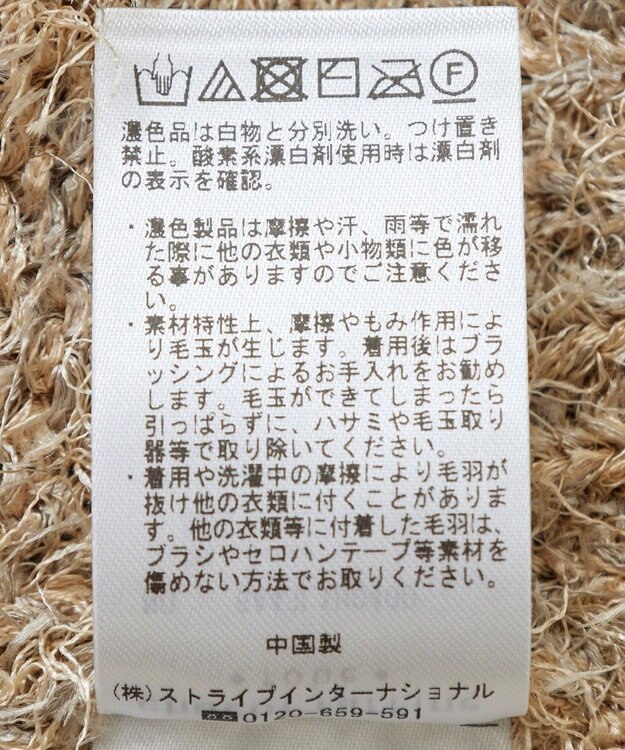 F
濃色品は白物と分別洗い。つけ置き
禁止。酸素系漂白剤使用時は漂白剤
の表示を確認。
・濃色製品は摩擦や汗、雨等で濡れ
た際に他の衣類や小物類に色が移
る事がありますのでご注意くださ
い。
・素材特性上、摩擦やもみ作用によ
り毛玉が生じます。着用後はブラ
ッシングによるお手入れをお勧め
します。毛玉ができてしまったら
引っぱらずに、ハサミや毛玉取り
器等で取り除いてください。
・着用や洗濯中の摩擦により毛羽が
抜け他の衣類に付くことがありま
す。他の衣類等に付着した毛羽は、
ブラシやセロハンテープ等素材を
傷めない方法でお取りください。
中国製
(株)ストライプインターナショナル
0120-659-591